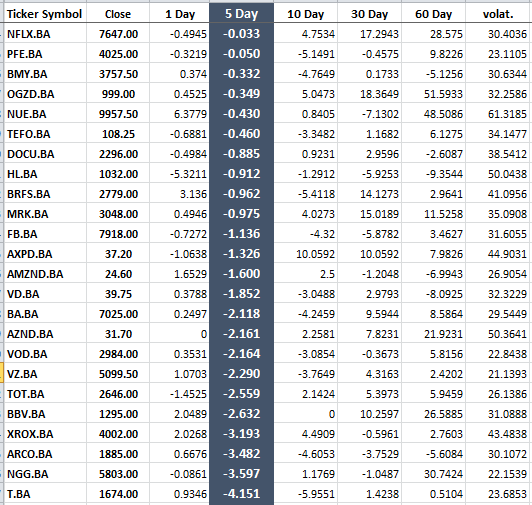 Ticker Symbol Close 1 Day 5 Day 10 Day 30 Day 60 Day volat.
NFLX.BA 7647.00 -0.4945 -0.033 4.7534 17.2943 28.575 30.4036
PFE.BA 4025.00 -0.3219 -0.050 -5.1491 -0.4575 9.8226 23.1105
BMY.BA 3757.50 0.374 -0.332 -4.7649 0.1733 -5.1256 30.6344
OGZD.BA 999.00 0.4525 -0.349 5.0473 18.3649 51.5933 32.2586
NUE.BA 9957.50 6.3779 -0.430 0.8405 -7.1302 48.5086 61.3185
TEFO.BA 108.25 -0.6881 -0.460 -3.3482 1.1682 6.1275 34.1477
DOCU.BA 2296.00 -0.4984 -0.885 0.9231 2.9596 -2.6087 38.5412
HL.BA 1032.00 -5.3211 -0.912 -1.2912 -5.9253 -9.3544 50.0438
BRFS.BA 2779.00 3.136 -0.962 -5.4118 14.1273 2.9641 41.0956
MRK.BA 3048.00 0.4946 -0.975 4.0273 15.0189 11.5258 35.0908
FB.BA 7918.00 -0.7272 -1.136 -4.32 -5.8782 3.4627 31.6055
AXPD.BA 37.20 -1.0638 -1.326 10.0592 10.0592 7.9826 44.9031
AMZND.BA 24.60 1.6529 -1.600 2.5 -1.2048 -6.9943 26.9054
VD.BA 39.75 0.3788 -1.852 -3.0488 2.9793 -8.0925 32.3229
BA.BA 7025.00 0.2497 -2.118 -4.2459 9.5944 8.5864 29.5449
AZND.BA 31.70 0 -2.161 2.2581 7.8231 21.9231 50.3641
VOD.BA 2984.00 0.3531 -2.164 -3.0854 -0.3673 5.8156 22.8438
VZ.BA 5099.50 1.0703 -2.290 -3.7649 4.3163 2.4202 21.1393
TOT.BA 2646.00 -1.4525 -2.559 2.1424 5.3973 5.9459 26.1386
BBV.BA 1295.00 2.0489 -2.632 0 10.2597 26.5885 31.0888
XROX.BA 4002.00 2.0268 -3.193 4.4909 -0.5961 2.7603 43.4838
ARCO.BA 1885.00 0.6676 -3.482 -4.6053 -3.7529 -5.6084 30.1072
NGG.BA 5803.00 -0.0861 -3.597 1.1769 -1.0487 30.7424 22.1539
T.BA 1674.00 0.9346 -4.151 -5.9551 1.4238 0.5104 23.6853